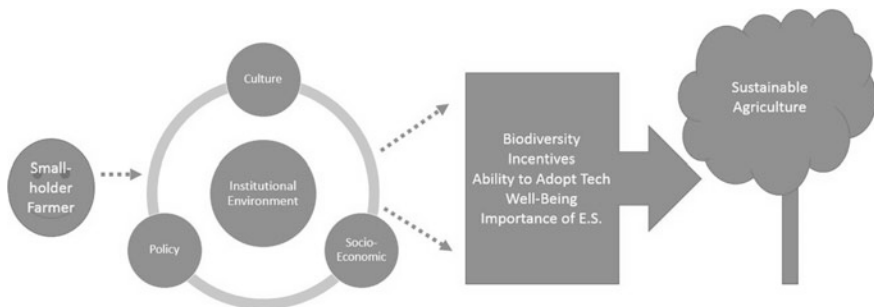 Small-
holder
Farmer
Culture
Institutional
Environment
Policy
Socio-
Economic
Biodiversity
Incentives
Ability to Adopt Tech
Well-Being
Importance of E.S.
Sustainable
Agriculture